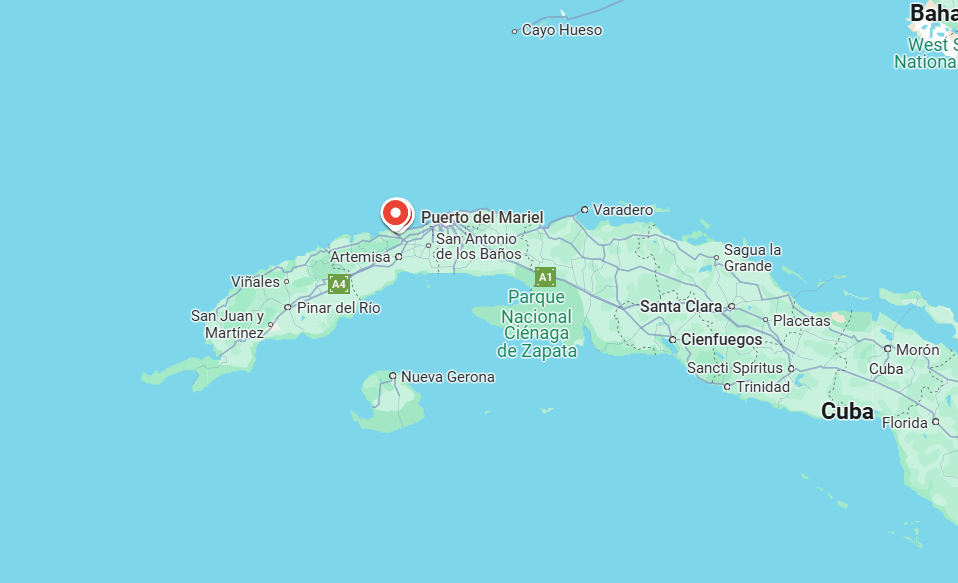 Baha
Cayo Hueso
West S
Nationa
Varadero
Puerto del Mariel
San Antonio
de los Baños
Artemisa
Sagua la
Grande
A1
A4
Viñales
Parque
Nacional
Ciénaga
de Zapata
Pinar del Río
Santa Clara
San Juan y
Martínez
Placetas
Cienfuegos
Morón
Sancti Spíritus
Cuba
Nueva Gerona
Trinidad
Cuba
Florida